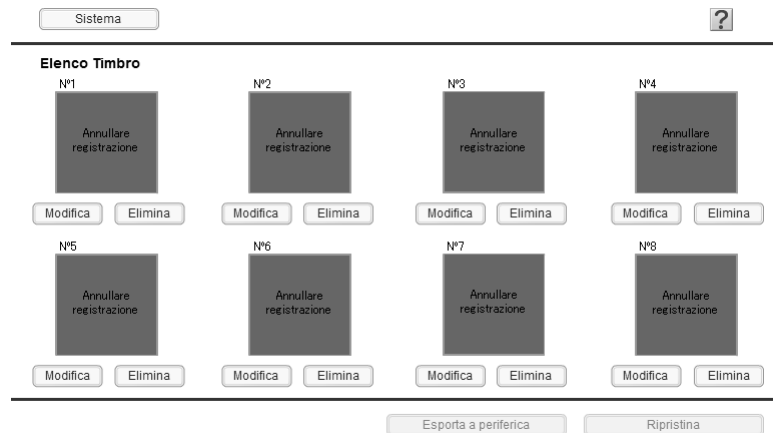 Sistema
?
Elenco Timbro
Nº1 Nº2 Nº3 Nº4
Annullare Annullare Annullare Annullare
registrazione registrazione registrazione registrazione
Modifica Elimina Modifica Elimina Modifica Elimina Modifica Elimina
Nº5 Nº6 Nº7 Nº8
Annullare Annullare Annullare Annullare
registrazione registrazione registrazione registrazione
Modifica Elimina Modifica Elimina Modifica Elimina Modifica Elimina
Esporta a periferica Ripristina